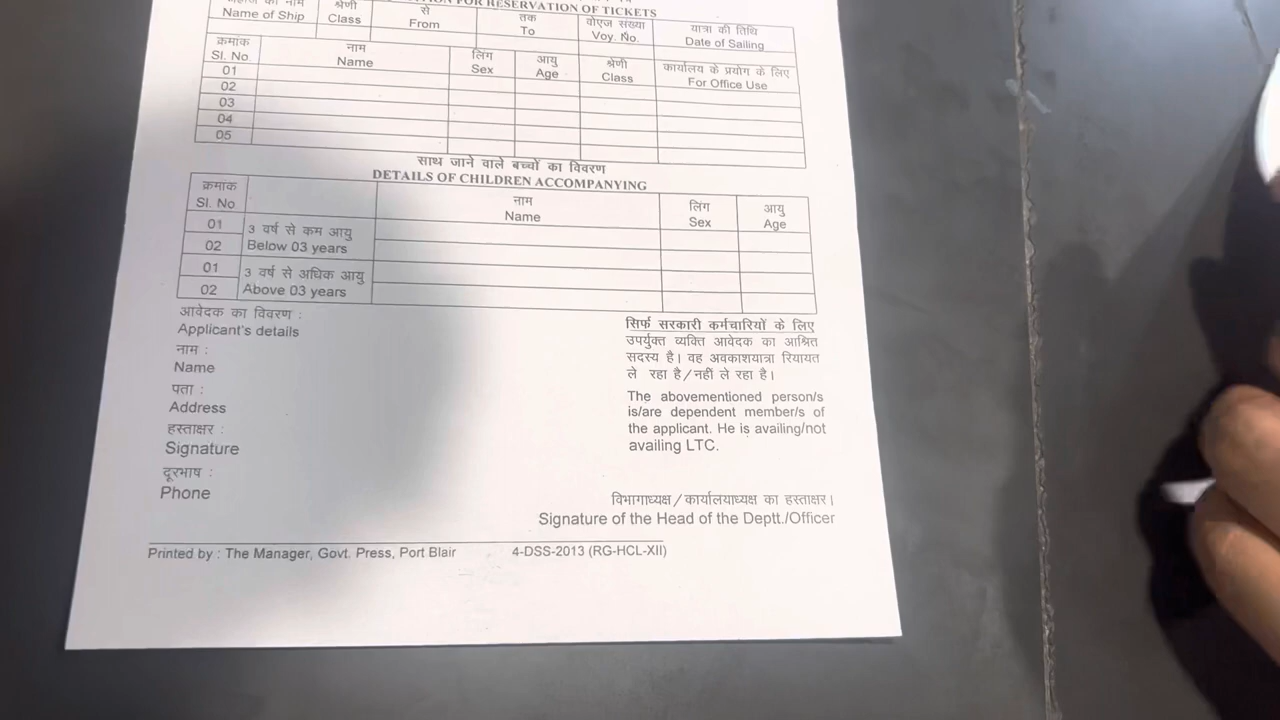 FOR RESERVATION OF TICKETS
नाम
Name of Ship
श्रेणी
Class
से
From
तक
To
वोएज संख्या
Voy. No.
यात्रा की तिथि
Date of Sailing
क्रमांक
Sl. No.
नाम
Name
लिंग
Sex
आयु
Age
श्रेणी
Class
कार्यालय के प्रयोग के लिए
For Office Use
01
02
03
04
05
साथ जाने वाले बच्चों का विवरण
DETAILS OF CHILDREN ACCOMPANYING
क्रमांक
Sl. No
नाम
Name
लिंग
Sex
आयु
Age
01
02
3 वर्ष से कम आयु
Below 03 years
01
02
3 वर्ष से अधिक आयु
Above 03 years
आवेदक का विवरण :
Applicant's details
नाम :
Name
पता :
Address
हस्ताक्षर :
Signature
दूरभाष :
Phone
सिर्फ सरकारी कर्मचारियों के लिए
उपर्युक्त व्यक्ति आवेदक का आश्रित
सदस्य है। वह अवकाशयात्रा रियायत
ले रहा है/नहीं ले रहा है।
The abovementioned person/s
is/are dependent member/s of
the applicant. He is availing/not
availing LTC.
विभागाध्यक्ष/कार्यालयाध्यक्ष का हस्ताक्षर।
Signature of the Head of the Deptt./Officer
Printed by : The Manager, Govt. Press, Port Blair 4-DSS-2013 (RG-HCL-XII)